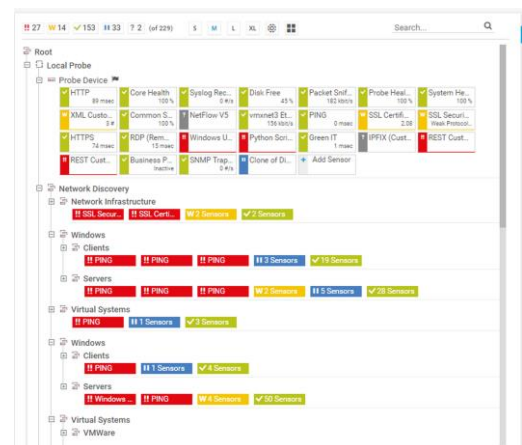 !! 27 W 14 ✓ 153 II 33 ? 2 (of 229) S M L XL Search...
Root
Local Probe
Probe Device
HTTP Core Health Syslog Rec... Disk Free Packet Snif... Probe Heal... System He...
89 msec 100 % 0 #/s 45 % 182 kbit/s 100 % 100 %
XML Custo... Common S... NetFlow V5 vmxnet3 Et... PING SSL Certifi... SSL Securi...
3 # 100 % 156 kbit/s 0 msec 2.08 Weak Protocol...
HTTPS RDP (Rem... Windows U... Python Scri... Green IT IPFIX (Cust... REST Cust...
74 msec 15 msec 1 msec
REST Cust... Business P... SNMP Trap... Clone of Di... + Add Sensor
Inactive 0 #/s
Network Discovery
Network Infrastructure
!! SSL Secur... !! SSL Certi... W 2 Sensors ✓ 2 Sensors
Windows
Clients
!! PING !! PING !! PING II 3 Sensors ✓ 19 Sensors
Servers
!! PING !! PING !! PING W 2 Sensors II 5 Sensors ✓ 28 Sensors
Virtual Systems
!! PING II 1 Sensors ✓ 3 Sensors
Windows
Clients
!! PING II 1 Sensors ✓ 4 Sensors
Servers
!! Windows ... !! PING W 4 Sensors ✓ 50 Sensors
Virtual Systems
VMWare